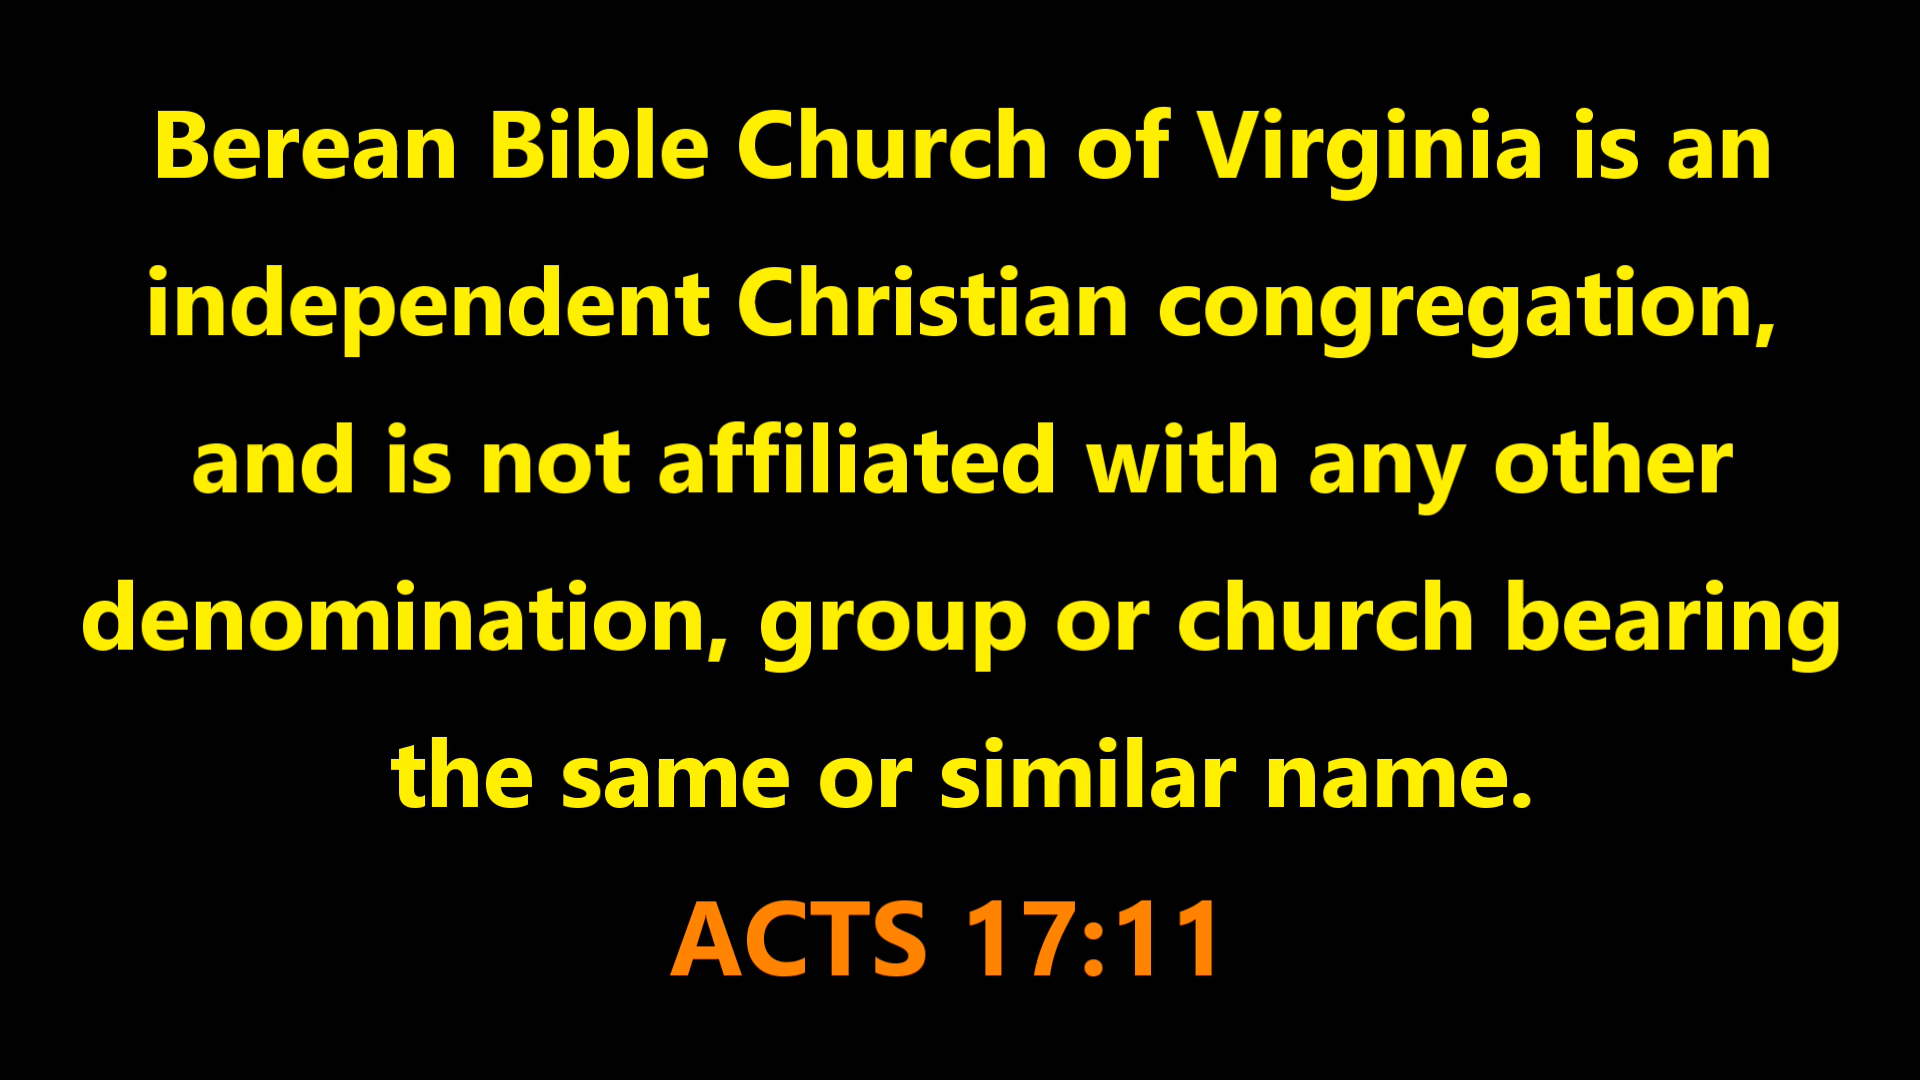 Berean Bible Church of Virginia is an
independent Christian congregation,
and is not affiliated with any other
denomination, group or church bearing
the same or similar name.
ACTS 17:11